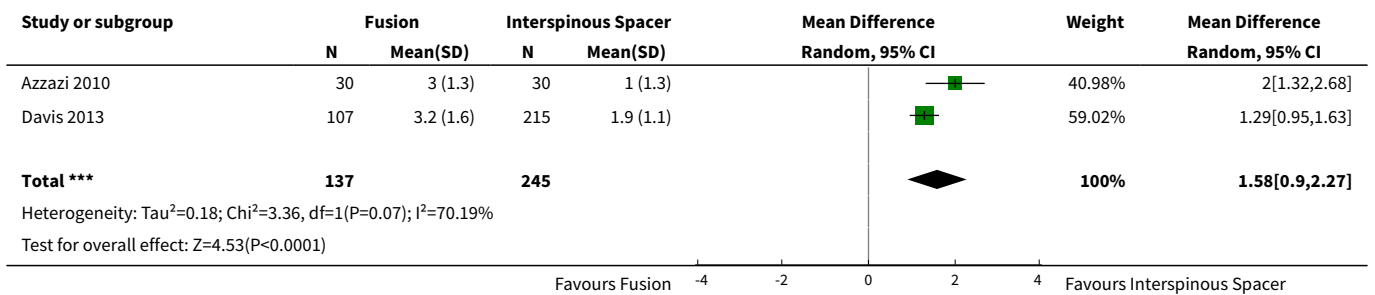 Study or subgroup Fusion Interspinous Spacer Mean Difference Weight Mean Difference
N Mean(SD) N Mean(SD) Random, 95% CI Random, 95% CI
Azzazi 2010 30 3 (1.3) 30 1 (1.3) 40.98% 2[1.32,2.68]
Davis 2013 107 3.2 (1.6) 215 1.9 (1.1) 59.02% 1.29[0.95,1.63]
Total *** 137 245 100% 1.58[0.9,2.27]
Heterogeneity: Tau²=0.18; Chi²=3.36, df=1(P=0.07); I²=70.19%
Test for overall effect: Z=4.53(P<0.0001)
Favours Fusion -4 -2 0 2 4 Favours Interspinous Spacer